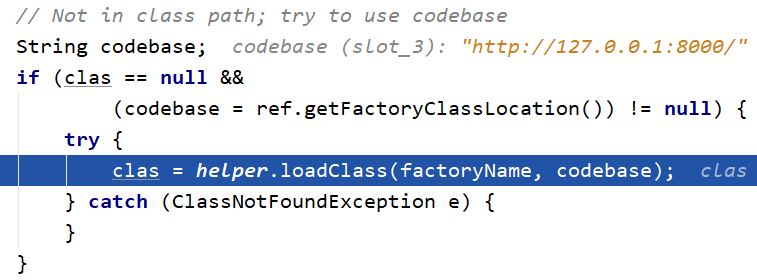 // Not in class path; try to use codebase
String codebase; codebase (slot_3): "http://127.0.0.1:8000/"
if (clas == null &&
(codebase = ref.getFactoryClassLocation()) != null) {
try {
clas = helper.loadClass(factoryName, codebase); clas
} catch (ClassNotFoundException e) {
}
}